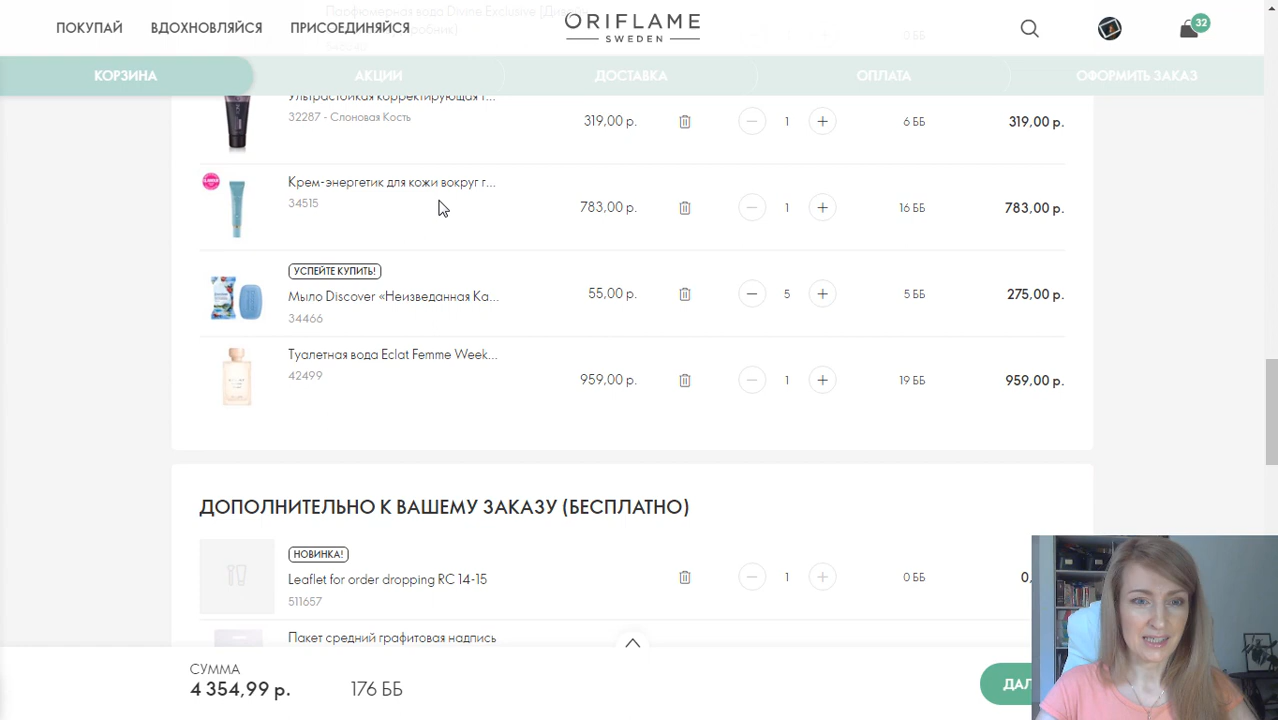 ПОКУПАЙ ВДОХНОВЛЯЙСЯ ПРИСОЕДИНЯЙСЯ ORIFLAME 32
SWEDEN
КОРЗИНА АКЦИИ ДОСТАВКА ОПЛАТА ОФОРМИТЬ ЗАКАЗ
Ультрастойкая корректирующая т...
32287 - Слоновая Кость 319,00 р. 1 6 ББ 319,00 р.
Крем-энергетик для кожи вокруг г...
34515 783,00 р. 1 16 ББ 783,00 р.
УСПЕЙТЕ КУПИТЬ!
Мыло Discover «Неизведанная Ка... 55,00 р. 5 5 ББ 275,00 р.
34466
Туалетная вода Eclat Femme Week...
42499 959,00 р. 1 19 ББ 959,00 р.
ДОПОЛНИТЕЛЬНО К ВАШЕМУ ЗАКАЗУ (БЕСПЛАТНО)
НОВИНКА!
Leaflet for order dropping RC 14-15 1 0 ББ 0,
511657
Пакет средний графитовая надпись
СУММА
4 354,99 р. 176 ББ ДАЛ